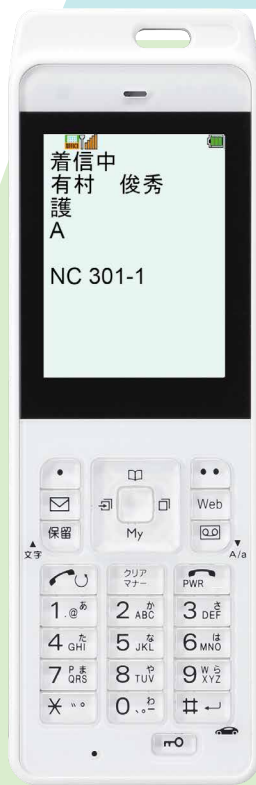 着信中
有村　俊秀
護
A
NC 301-1
Web
保留
My
文字
A/a
クリア
マナー
PWR
1 .@ あ
2 ABC か
3 DEF さ
4 GHI た
5 JKL な
6 MNO は
7 PQRS ま
8 TUV や
9 WXYZ ら
＊ ゛゜
0 、。ー わ
#